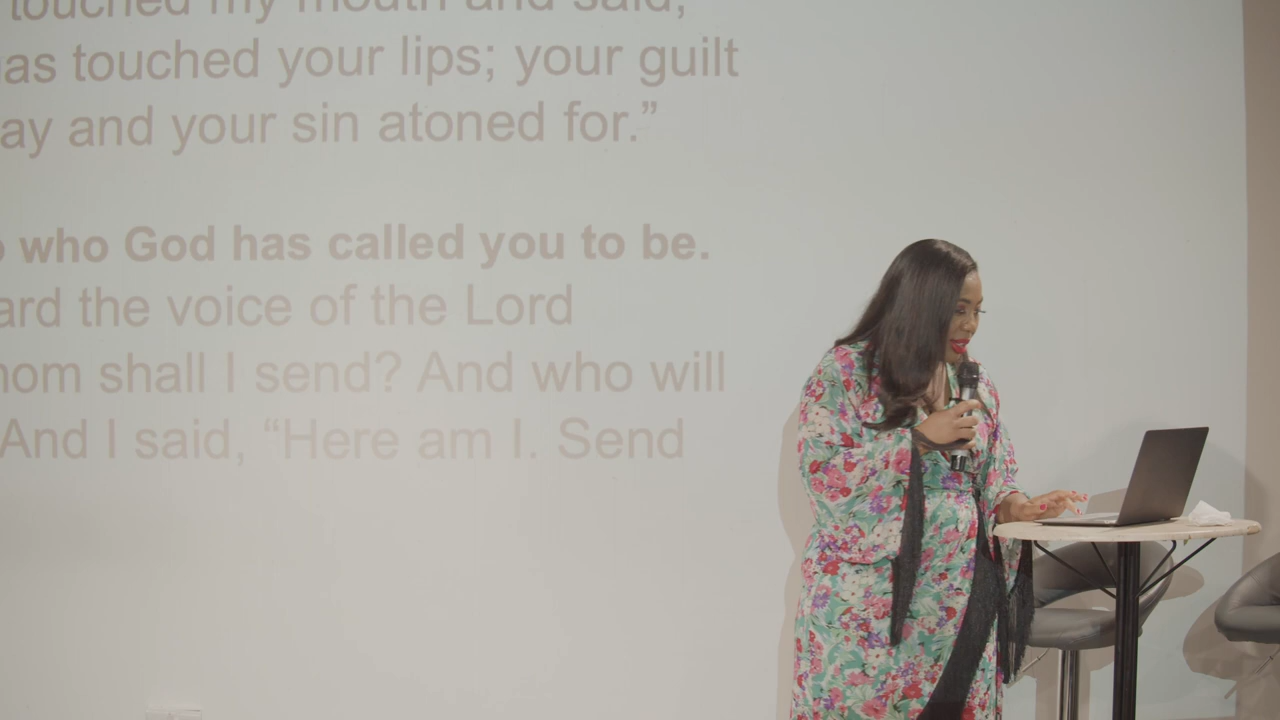 touched my mouth and said,
has touched your lips; your guilt
ay and your sin atoned for.”
who God has called you to be.
ard the voice of the Lord
hom shall I send? And who will
And I said, “Here am I. Send